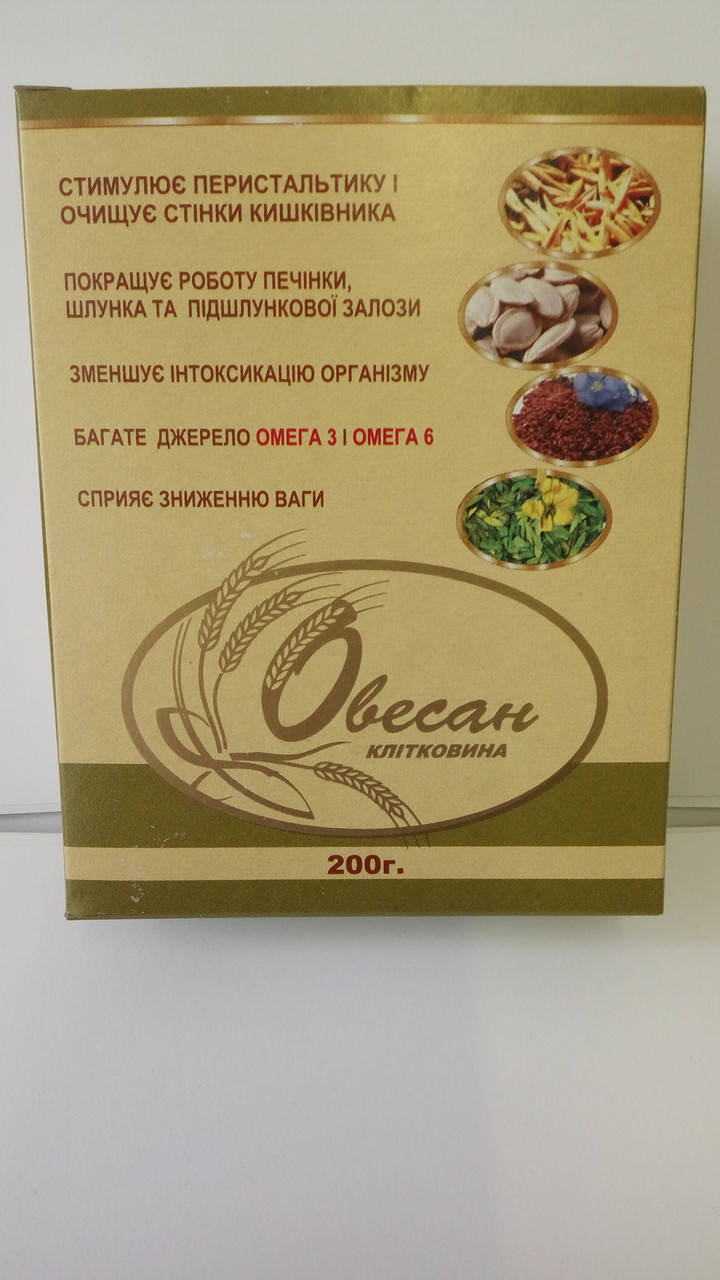 СТИМУЛЮЄ ПЕРИСТАЛЬТИКУ І
ОЧИЩУЄ СТІНКИ КИШКІВНИКА
ПОКРАЩУЄ РОБОТУ ПЕЧІНКИ,
ШЛУНКА ТА ПІДШЛУНКОВОЇ ЗАЛОЗИ
ЗМЕНШУЄ ІНТОКСИКАЦІЮ ОРГАНІЗМУ
БАГАТЕ ДЖЕРЕЛО ОМЕГА 3 І ОМЕГА 6
СПРИЯЄ ЗНИЖЕННЮ ВАГИ
Овесан
КЛІТКОВИНА
200г.